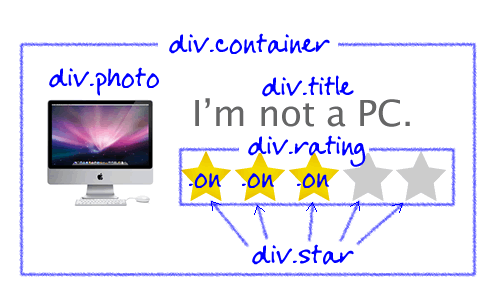 div.container
div.photo
div.title
I'm not a PC.
div.rating
.on .on .on
div.star